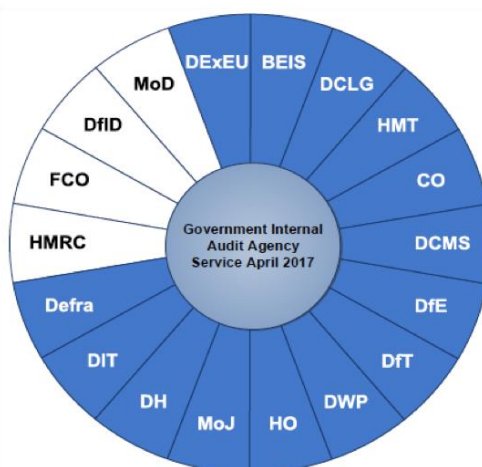 DExEU
BEIS
DCLG
HMT
CO
DCMS
DfE
DfT
DWP
HO
MoJ
DH
DIT
Defra
HMRC
FCO
DfID
MoD
Government Internal
Audit Agency
Service April 2017